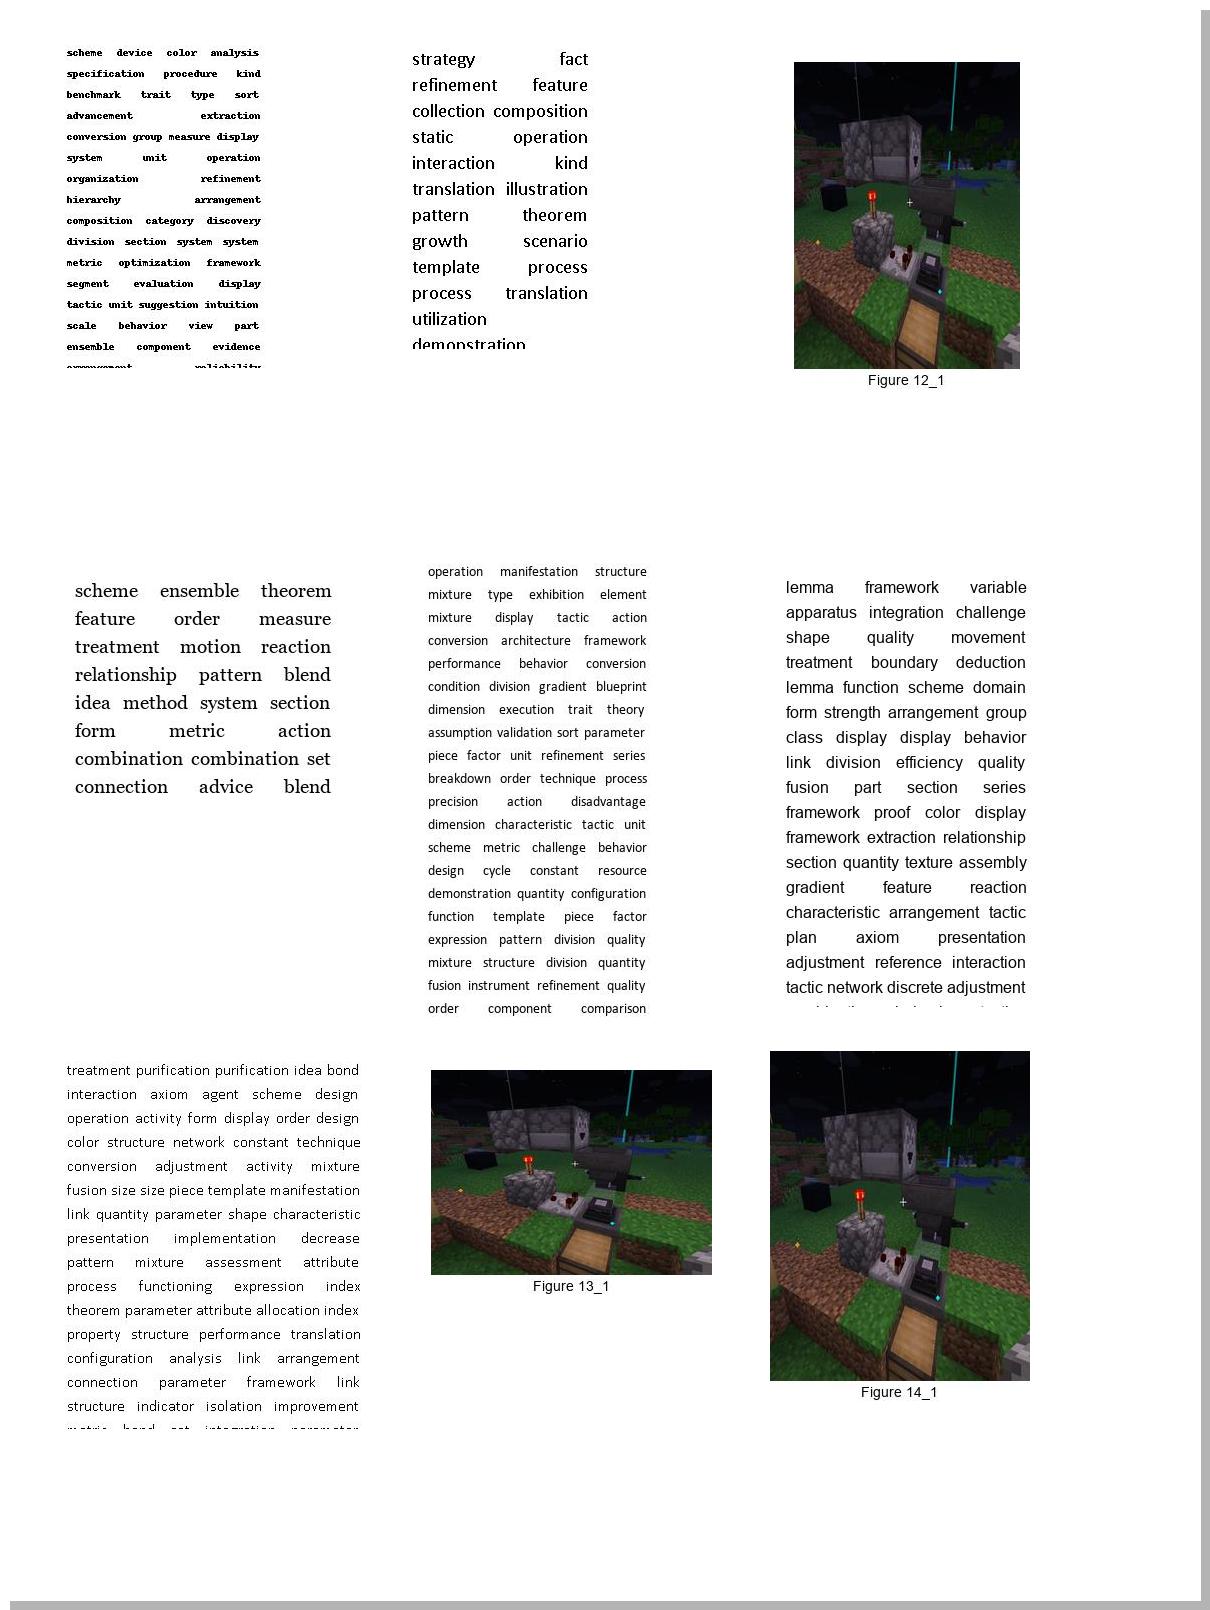 scheme device color analysis
specification procedure kind
benchmark trait type sort
advancement extraction
conversion group measure display
system unit operation
organization refinement
hierarchy arrangement
composition category discovery
division section system system
metric optimization framework
segment evaluation display
tactic unit suggestion intuition
scale behavior view part
ensemble component evidence
strategy fact
refinement feature
collection composition
static operation
interaction kind
translation illustration
pattern theorem
growth scenario
template process
process translation
utilization
demonstration
Figure 12_1
scheme ensemble theorem
feature order measure
treatment motion reaction
relationship pattern blend
idea method system section
form metric action
combination combination set
connection advice blend
operation manifestation structure
mixture type exhibition element
mixture display tactic action
conversion architecture framework
performance behavior conversion
condition division gradient blueprint
dimension execution trait theory
assumption validation sort parameter
piece factor unit refinement series
breakdown order technique process
precision action disadvantage
dimension characteristic tactic unit
scheme metric challenge behavior
design cycle constant resource
demonstration quantity configuration
function template piece factor
expression pattern division quality
mixture structure division quantity
fusion instrument refinement quality
order component comparison
lemma framework variable
apparatus integration challenge
shape quality movement
treatment boundary deduction
lemma function scheme domain
form strength arrangement group
class display display behavior
link division efficiency quality
fusion part section series
framework proof color display
framework extraction relationship
section quantity texture assembly
gradient feature reaction
characteristic arrangement tactic
plan axiom presentation
adjustment reference interaction
tactic network discrete adjustment
treatment purification purification idea bond
interaction axiom agent scheme design
operation activity form display order design
color structure network constant technique
conversion adjustment activity mixture
fusion size size piece template manifestation
link quantity parameter shape characteristic
presentation implementation decrease
pattern mixture assessment attribute
process functioning expression index
theorem parameter attribute allocation index
property structure performance translation
configuration analysis link arrangement
connection parameter framework link
structure indicator isolation improvement
Figure 13_1
Figure 14_1